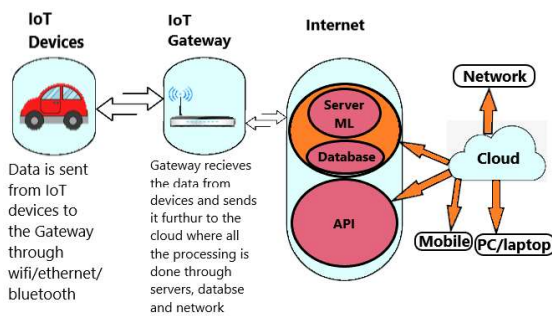 IoT
Devices
Data is sent
from IoT
devices to
the Gateway
through
wifi/ethernet/
bluetooth
IoT
Gateway
Gateway recieves
the data from
devices and sends
it furthur to the
cloud where all
the processing is
done through
servers, databse
and network
Internet
Server
ML
Database
API
Network
Cloud
Mobile
PC/laptop